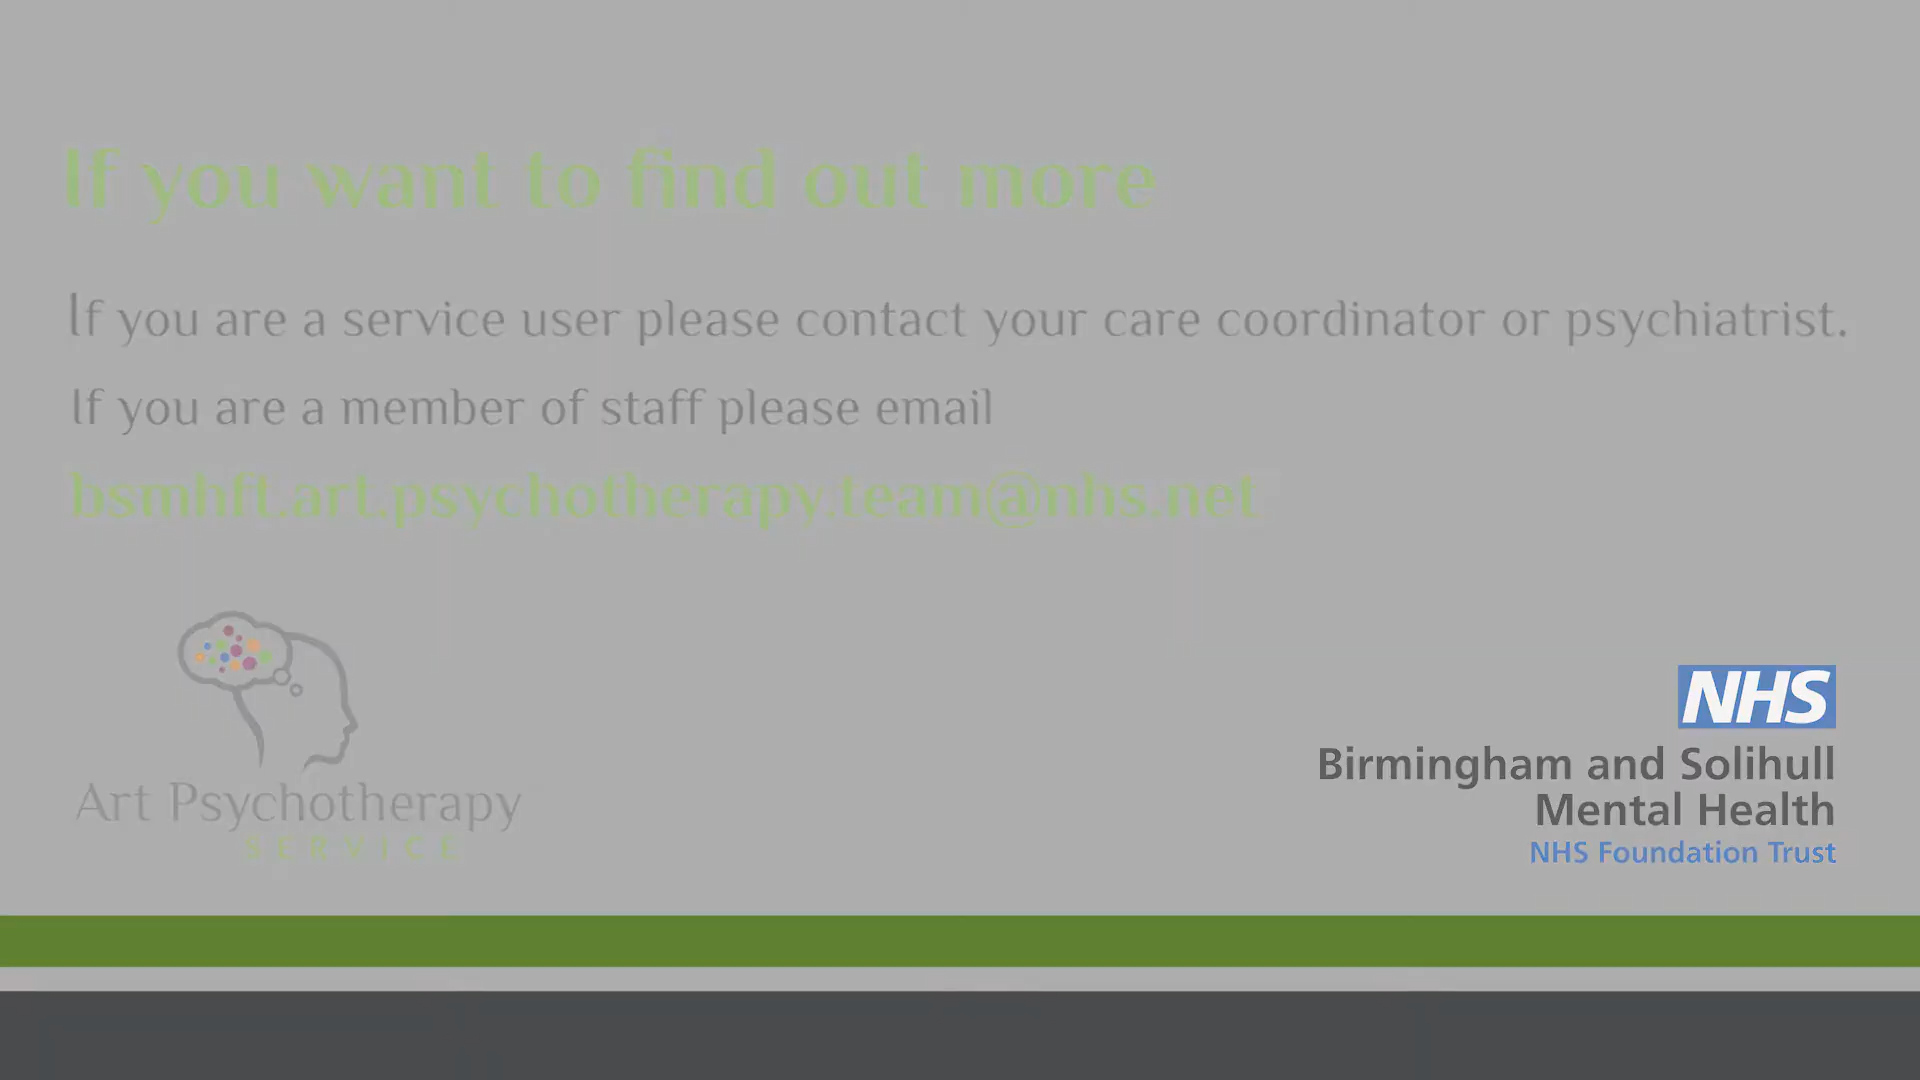 If you want to find out more
If you are a service user please contact your care coordinator or psychiatrist.
If you are a member of staff please email
bsmhft.art.psychotherapy.team@nhs.net
Art Psychotherapy
SERVICE
NHS
Birmingham and Solihull
Mental Health
NHS Foundation Trust